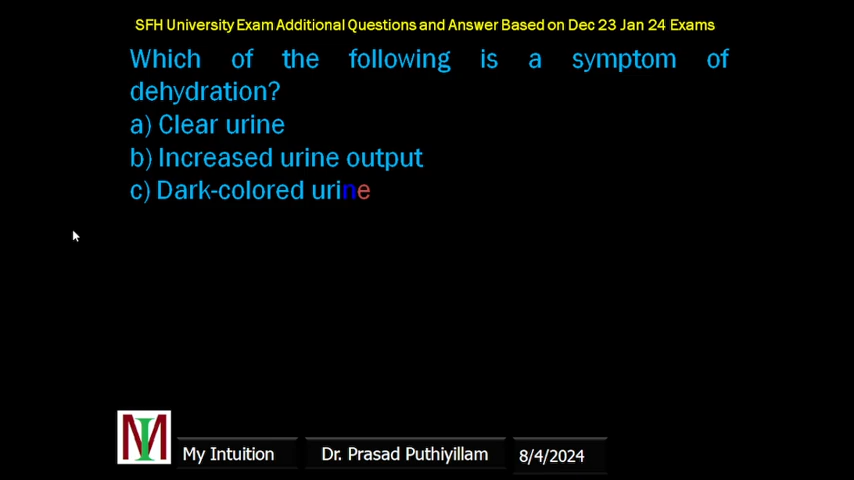 SFH University Exam Additional Questions and Answer Based on Dec 23 Jan 24 Exams
Which of the following is a symptom of
dehydration?
a) Clear urine
b) Increased urine output
c) Dark-colored urine
MI
My Intuition
Dr. Prasad Puthiyillam
8/4/2024